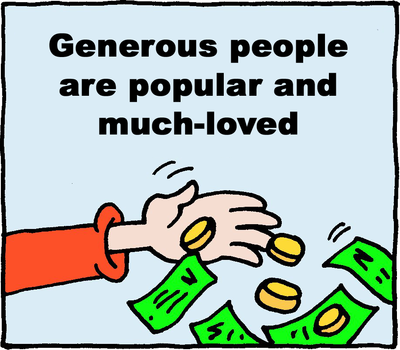 Generous people
are popular and
much-loved